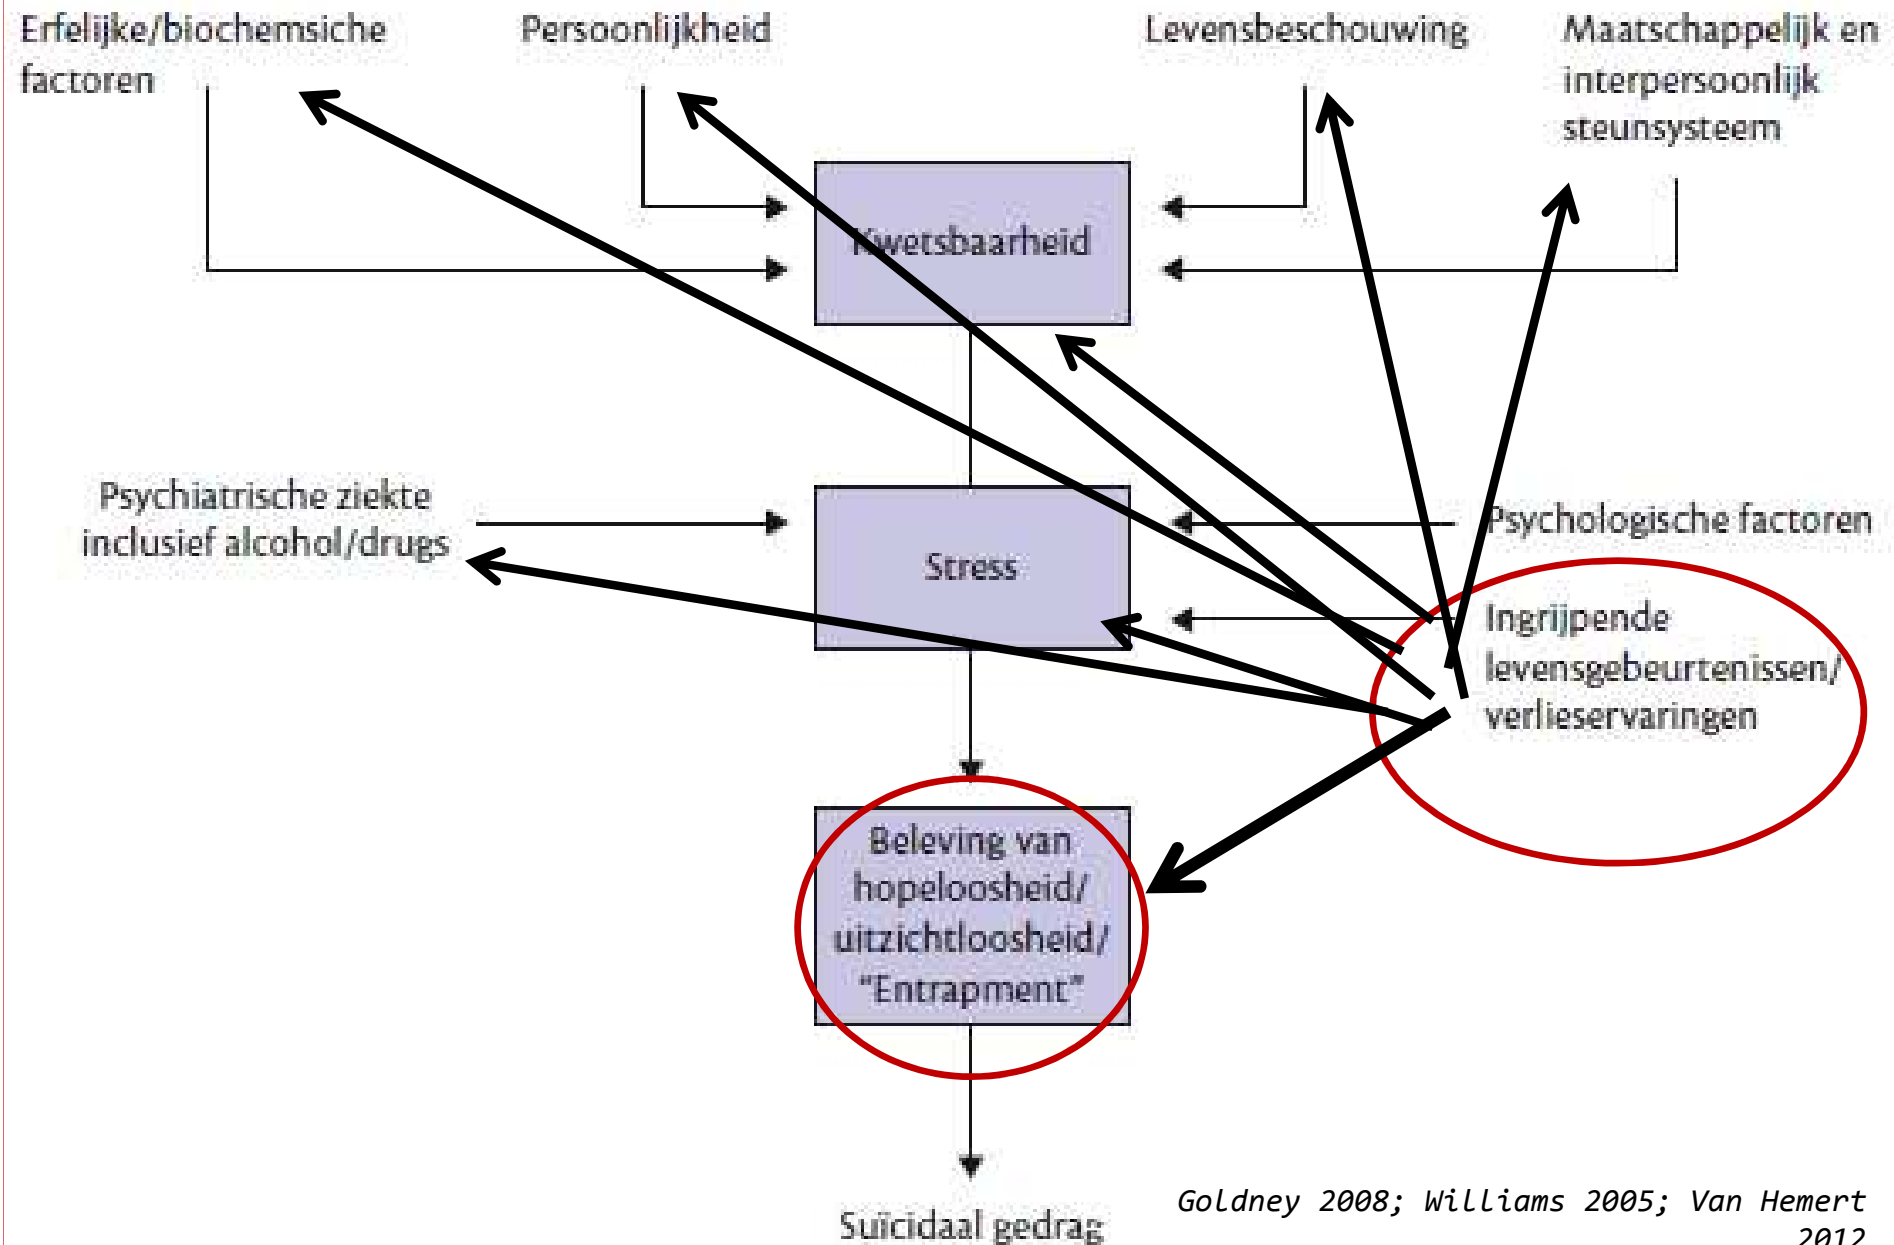 Erfelijke/biochemsiche
factoren
Persoonlijkheid
Levensbeschouwing
Maatschappelijk en
interpersoonlijk
steunsysteem
Kwetsbaarheid
Psychiatrische ziekte
inclusief alcohol/drugs
Stress
Psychologische factoren
Ingrijpende
levensgebeurtenissen/
verlieservaringen
Beleving van
hopeloosheid/
uitzichtloosheid/
"Entrapment"
Suïcidaal gedrag
Goldney 2008; Williams 2005; Van Hemert
2012